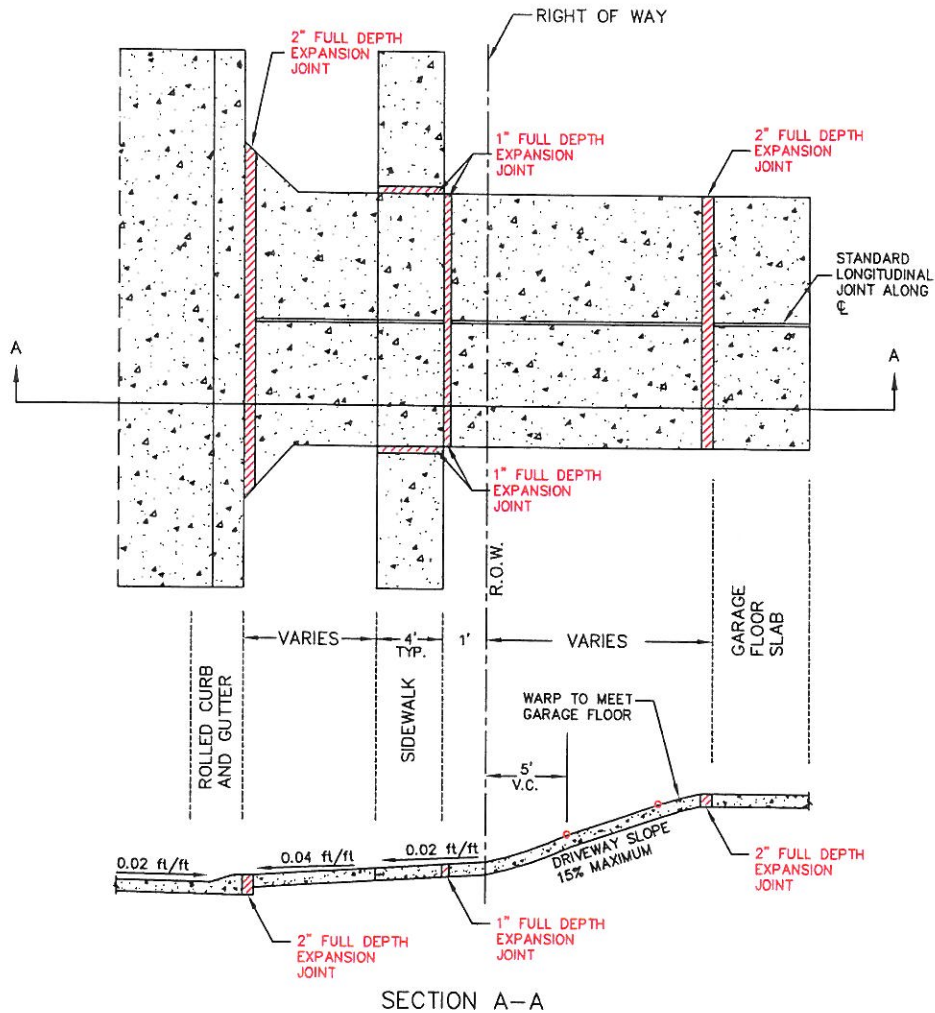 RIGHT OF WAY
2" FULL DEPTH
EXPANSION
JOINT
1" FULL DEPTH
EXPANSION
JOINT
2" FULL DEPTH
EXPANSION
JOINT
STANDARD
LONGITUDINAL
JOINT ALONG
℄
A
A
1" FULL DEPTH
EXPANSION
JOINT
R.O.W.
ROLLED CURB
AND GUTTER
VARIES
4'
TYP.
SIDEWALK
1'
VARIES
GARAGE
FLOOR
SLAB
WARP TO MEET
GARAGE FLOOR
5'
V.C.
0.02 ft/ft
0.04 ft/ft
0.02 ft/ft
DRIVEWAY SLOPE
15% MAXIMUM
2" FULL DEPTH
EXPANSION
JOINT
2" FULL DEPTH
EXPANSION
JOINT
1" FULL DEPTH
EXPANSION
JOINT
SECTION A-A